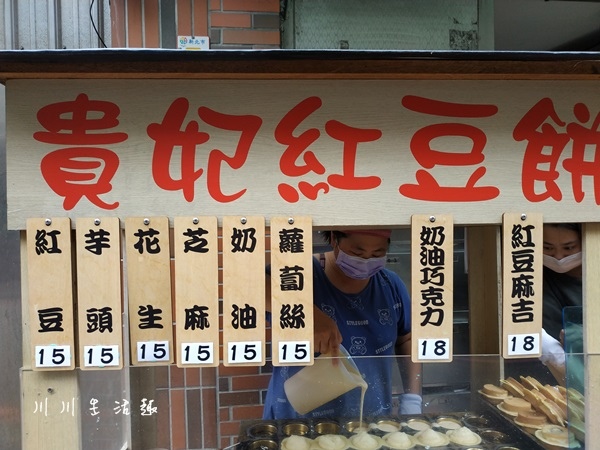 貴妃紅豆餅
紅豆
15
芋頭
15
花生
15
芝麻
15
奶油
15
蘿蔔絲
15
奶油巧克力
18
紅豆麻吉
18
川川生活趣